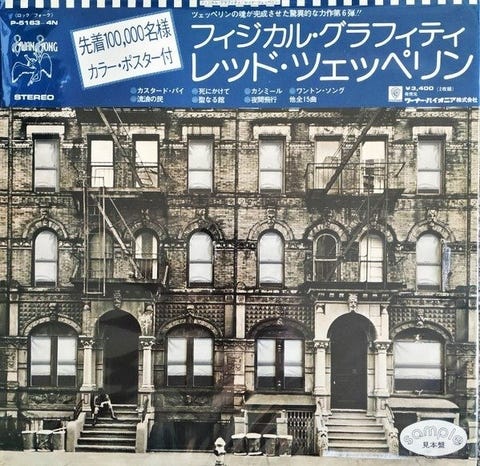 (ロック/フォーク)
P-5163~4N
SWAN SONG
STEREO
先着100,000名様
カラー・ポスター付
ツェッペリンの魂が完成させた驚異的な力作第6弾!!
フィジカル・グラフィティ
レッド・ツェッペリン
●カスタード・パイ ●死にかけて ●カシミール ●ワントン・ソング
●流浪の民 ●聖なる館 ●夜間飛行 他全15曲
¥3,400 (2枚組)
発売元
ワーナー・パイオニア株式会社
sample
見本盤